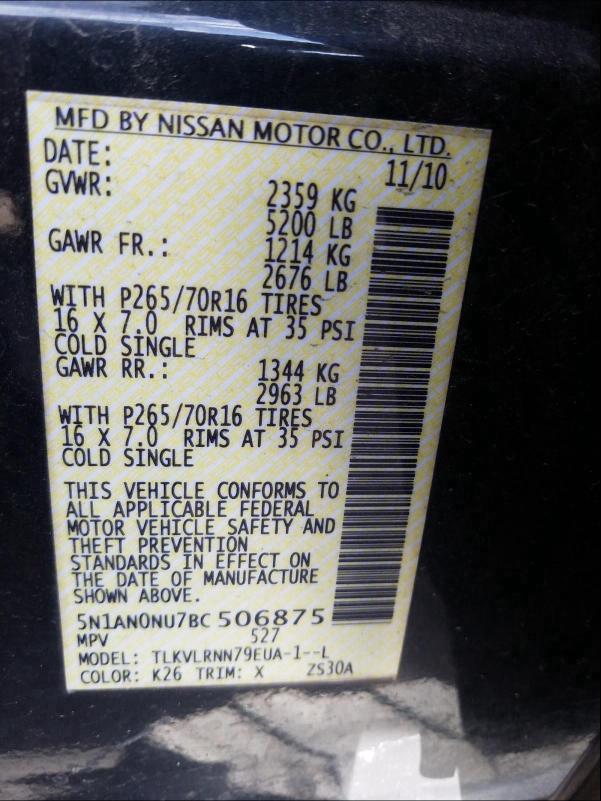 MFD BY NISSAN MOTOR CO., LTD.
DATE: 11/10
GVWR: 2359 KG
5200 LB
GAWR FR.: 1214 KG
2676 LB
WITH P265/70R16 TIRES
16 X 7.0 RIMS AT 35 PSI
COLD SINGLE
GAWR RR.: 1344 KG
2963 LB
WITH P265/70R16 TIRES
16 X 7.0 RIMS AT 35 PSI
COLD SINGLE
THIS VEHICLE CONFORMS TO
ALL APPLICABLE FEDERAL
MOTOR VEHICLE SAFETY AND
THEFT PREVENTION
STANDARDS IN EFFECT ON
THE DATE OF MANUFACTURE
SHOWN ABOVE.
5N1AN0NU7BC506875
MPV 527
MODEL: TLKVLRNN79EUA-1--L
COLOR: K26 TRIM: X ZS30A